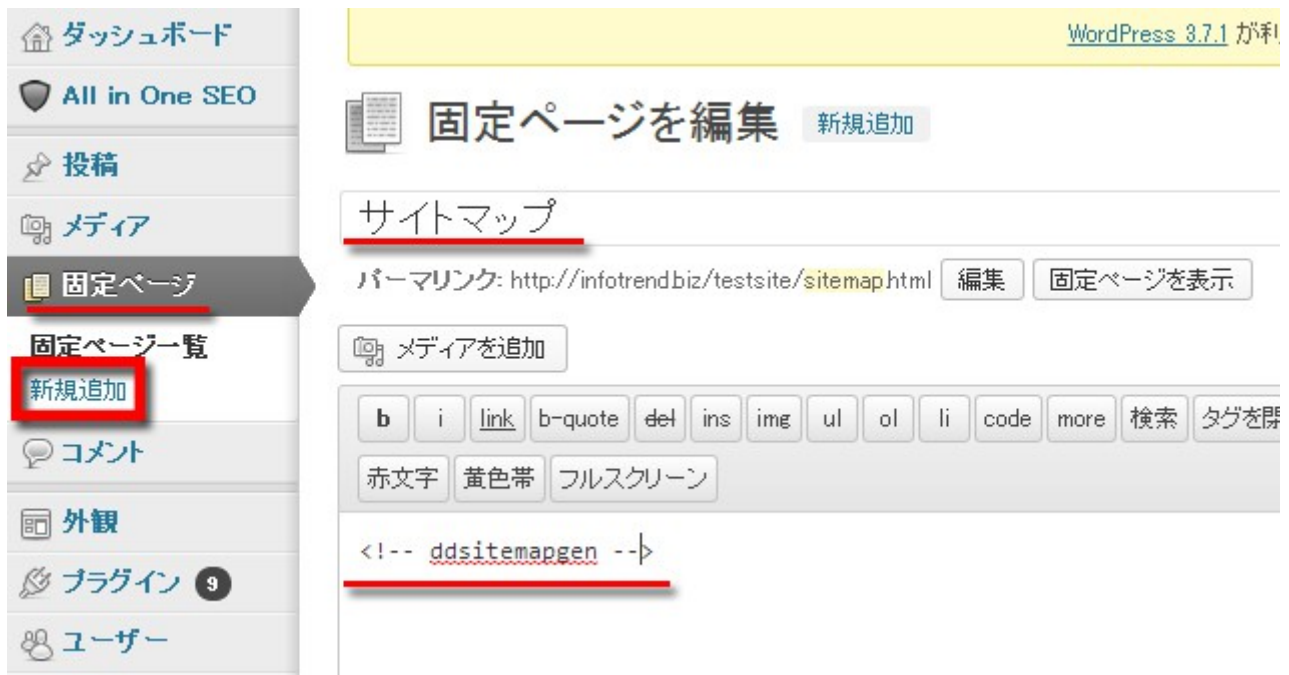 ダッシュボード
All in One SEO
投稿
メディア
固定ページ
固定ページ一覧
新規追加
コメント
外観
プラグイン 9
ユーザー
WordPress 3.7.1 が利
固定ページを編集 新規追加
サイトマップ
パーマリンク: http://infotrend.biz/testsite/sitemap.html 編集 固定ページを表示
メディアを追加
b i link b-quote del ins img ul ol li code more 検索 タグを閉
赤文字 黄色帯 フルスクリーン
<!-- ddsitemapgen -->